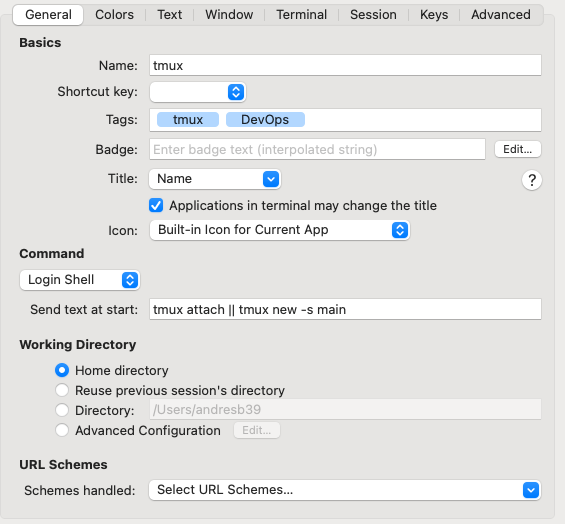 General Colors Text Window Terminal Session Keys Advanced
Basics
Name: tmux
Shortcut key:
Tags: tmux DevOps
Badge: Enter badge text (interpolated string) Edit...
Title: Name ?
Applications in terminal may change the title
Icon: Built-in Icon for Current App
Command
Login Shell
Send text at start: tmux attach || tmux new -s main
Working Directory
Home directory
Reuse previous session's directory
Directory: /Users/andresb39
Advanced Configuration Edit...
URL Schemes
Schemes handled: Select URL Schemes...